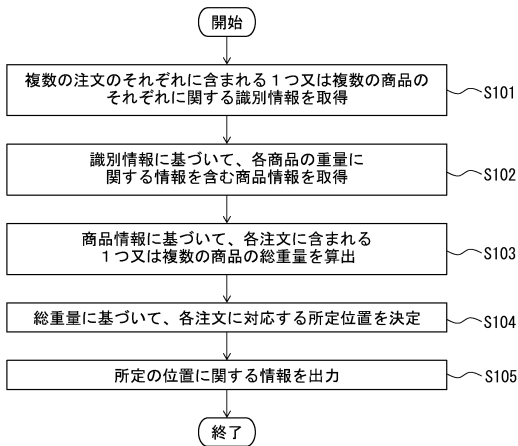 開始
複数の注文のそれぞれに含まれる１つ又は複数の商品の
それぞれに関する識別情報を取得
S101
識別情報に基づいて、各商品の重量に
関する情報を含む商品情報を取得
S102
商品情報に基づいて、各注文に含まれる
１つ又は複数の商品の総重量を算出
S103
総重量に基づいて、各注文に対応する所定位置を決定
S104
所定の位置に関する情報を出力
S105
終了